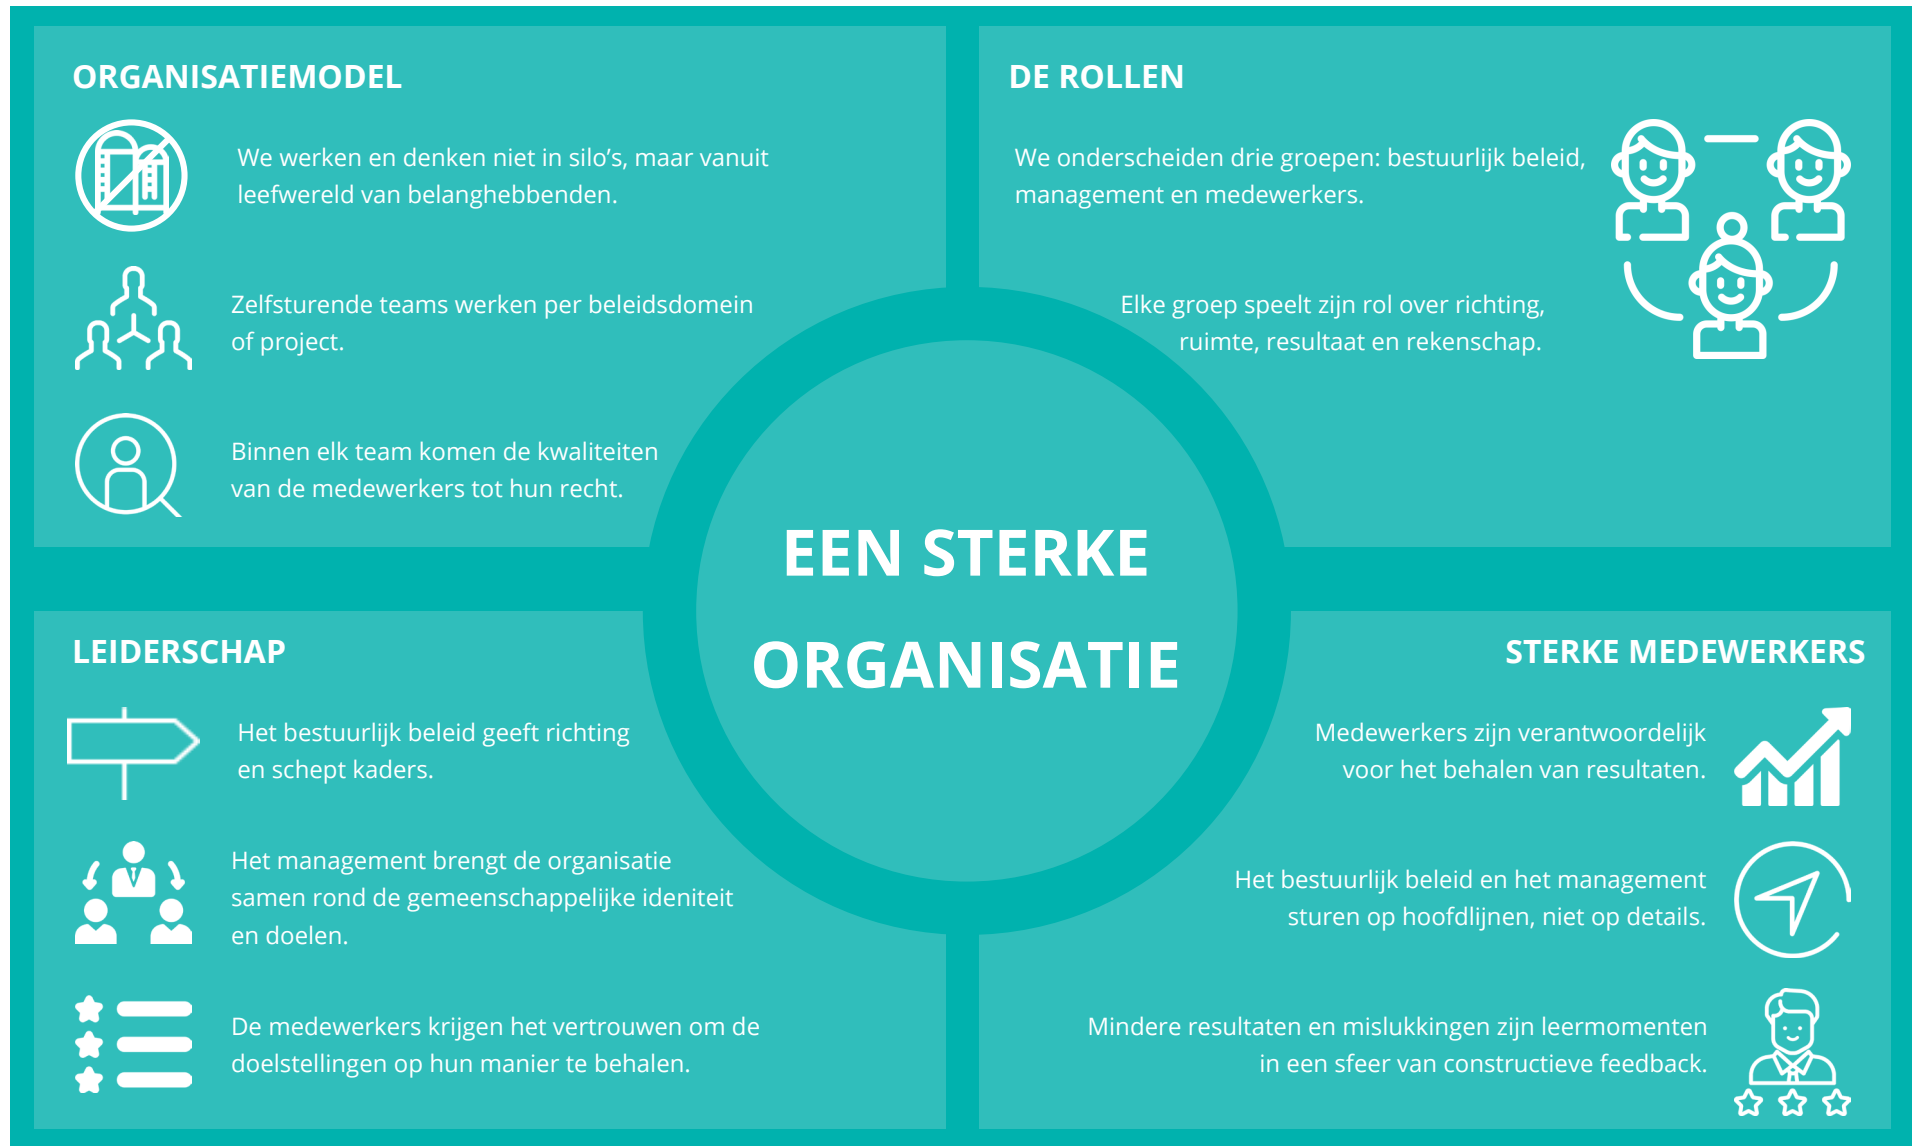 ORGANISATIEMODEL
We werken en denken niet in silo's, maar vanuit
leefwereld van belanghebbenden.
Zelfsturende teams werken per beleidsdomein
of project.
Binnen elk team komen de kwaliteiten
van de medewerkers tot hun recht.
DE ROLLEN
We onderscheiden drie groepen: bestuurlijk beleid,
management en medewerkers.
Elke groep speelt zijn rol over richting,
ruimte, resultaat en rekenschap.
EEN STERKE
ORGANISATIE
LEIDERSCHAP
Het bestuurlijk beleid geeft richting
en schept kaders.
Het management brengt de organisatie
samen rond de gemeenschappelijke ideniteit
en doelen.
De medewerkers krijgen het vertrouwen om de
doelstellingen op hun manier te behalen.
STERKE MEDEWERKERS
Medewerkers zijn verantwoordelijk
voor het behalen van resultaten.
Het bestuurlijk beleid en het management
sturen op hoofdlijnen, niet op details.
Mindere resultaten en mislukkingen zijn leermomenten
in een sfeer van constructieve feedback.